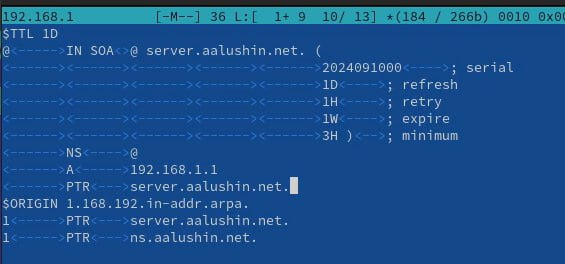 192.168.1 [-M--] 36 L:[ 1+ 9 10/ 13] *(184 / 266b) 0010 0x00
$TTL 1D
@<----->IN SOA<>@ server.aalushin.net. (
<------><------><------><------><------>2024091000<---->; serial
<------><------><------><------><------>1D<---->; refresh
<------><------><------><------><------>1H<---->; retry
<------><------><------><------><------>1W<---->; expire
<------><------><------><------><------>3H )<-->; minimum
<------>NS<---->@
<------>A<----->192.168.1.1
<------>PTR<--->server.aalushin.net.
$ORIGIN 1.168.192.in-addr.arpa.
1<----->PTR<--->server.aalushin.net.
1<----->PTR<--->ns.aalushin.net.